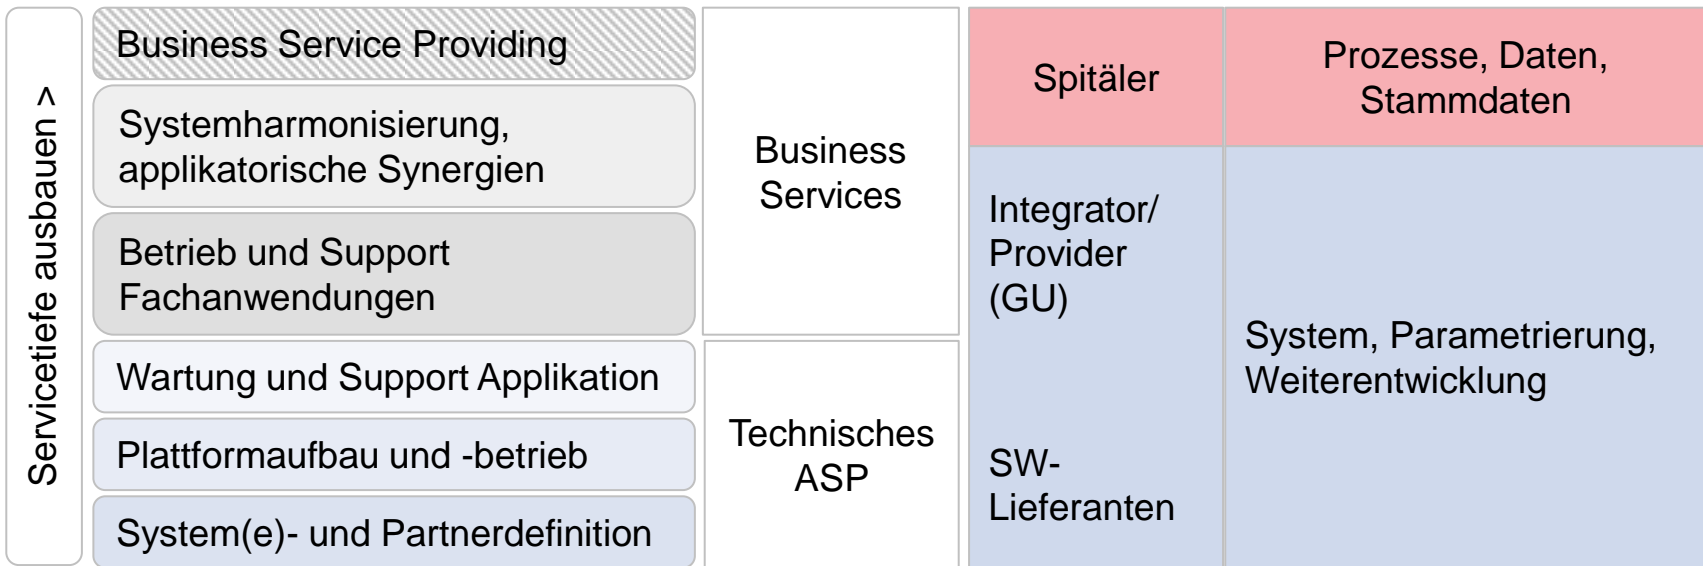 Servicetiefe ausbauen >
Business Service Providing
Systemharmonisierung,
applikatorische Synergien
Betrieb und Support
Fachanwendungen
Wartung und Support Applikation
Plattformaufbau und -betrieb
System(e)- und Partnerdefinition
Business
Services
Technisches
ASP
Spitäler
Integrator/
Provider
(GU)
SW-
Lieferanten
Prozesse, Daten,
Stammdaten
System, Parametrierung,
Weiterentwicklung